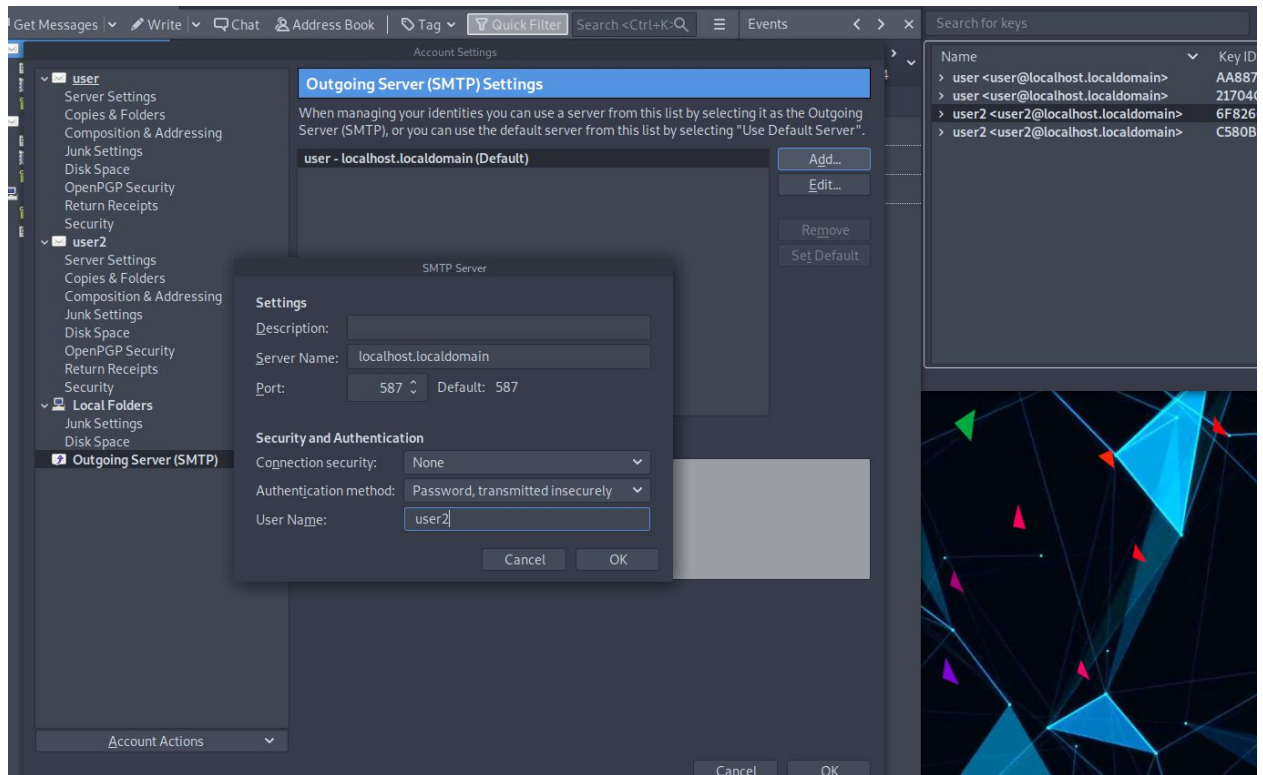 Get Messages Write Chat Address Book Tag Quick Filter Search <Ctrl+K> Events
Account Settings
user
Server Settings
Copies & Folders
Composition & Addressing
Junk Settings
Disk Space
OpenPGP Security
Return Receipts
Security
user2
Server Settings
Copies & Folders
Composition & Addressing
Junk Settings
Disk Space
OpenPGP Security
Return Receipts
Security
Local Folders
Junk Settings
Disk Space
Outgoing Server (SMTP)
Account Actions
Outgoing Server (SMTP) Settings
When managing your identities you can use a server from this list by selecting it as the Outgoing
Server (SMTP), or you can use the default server from this list by selecting "Use Default Server".
user - localhost.localdomain (Default)
Add...
Edit...
Remove
Set Default
SMTP Server
Settings
Description:
Server Name: localhost.localdomain
Port: 587 Default: 587
Security and Authentication
Connection security: None
Authentication method: Password, transmitted insecurely
User Name: user2
Cancel OK
Cancel OK
Search for keys
Name Key ID
user <user@localhost.localdomain> AA887
user <user@localhost.localdomain> 21704
user2 <user2@localhost.localdomain> 6F826
user2 <user2@localhost.localdomain> C580B